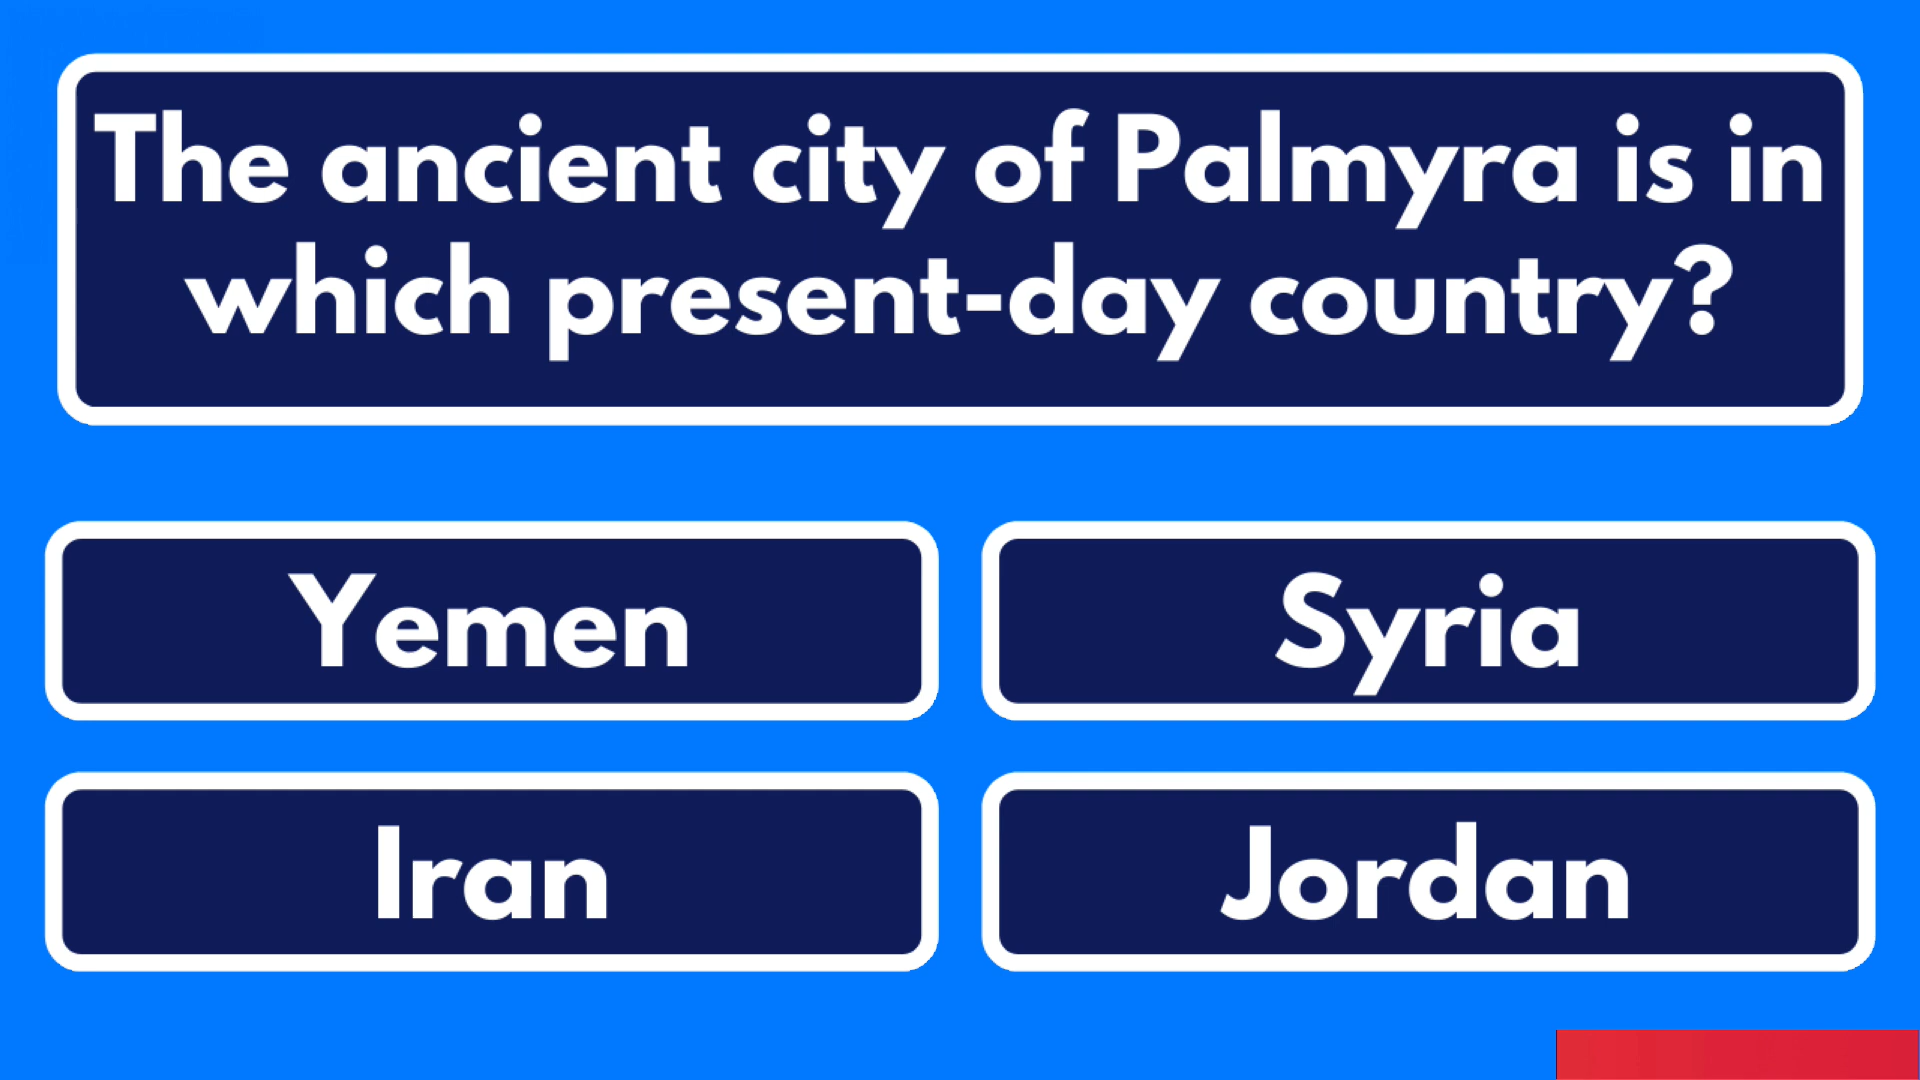 The ancient city of Palmyra is in
which present-day country?
Yemen
Syria
Iran
Jordan